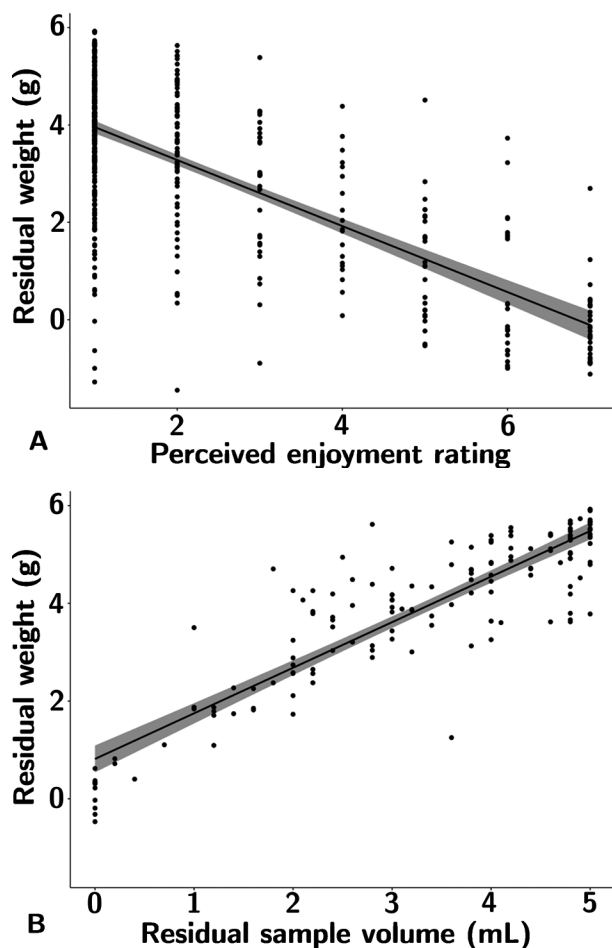 6
4
2
0
Residual weight (g)
2
4
6
A
Perceived enjoyment rating
6
4
2
0
Residual weight (g)
0
1
2
3
4
5
B
Residual sample volume (mL)